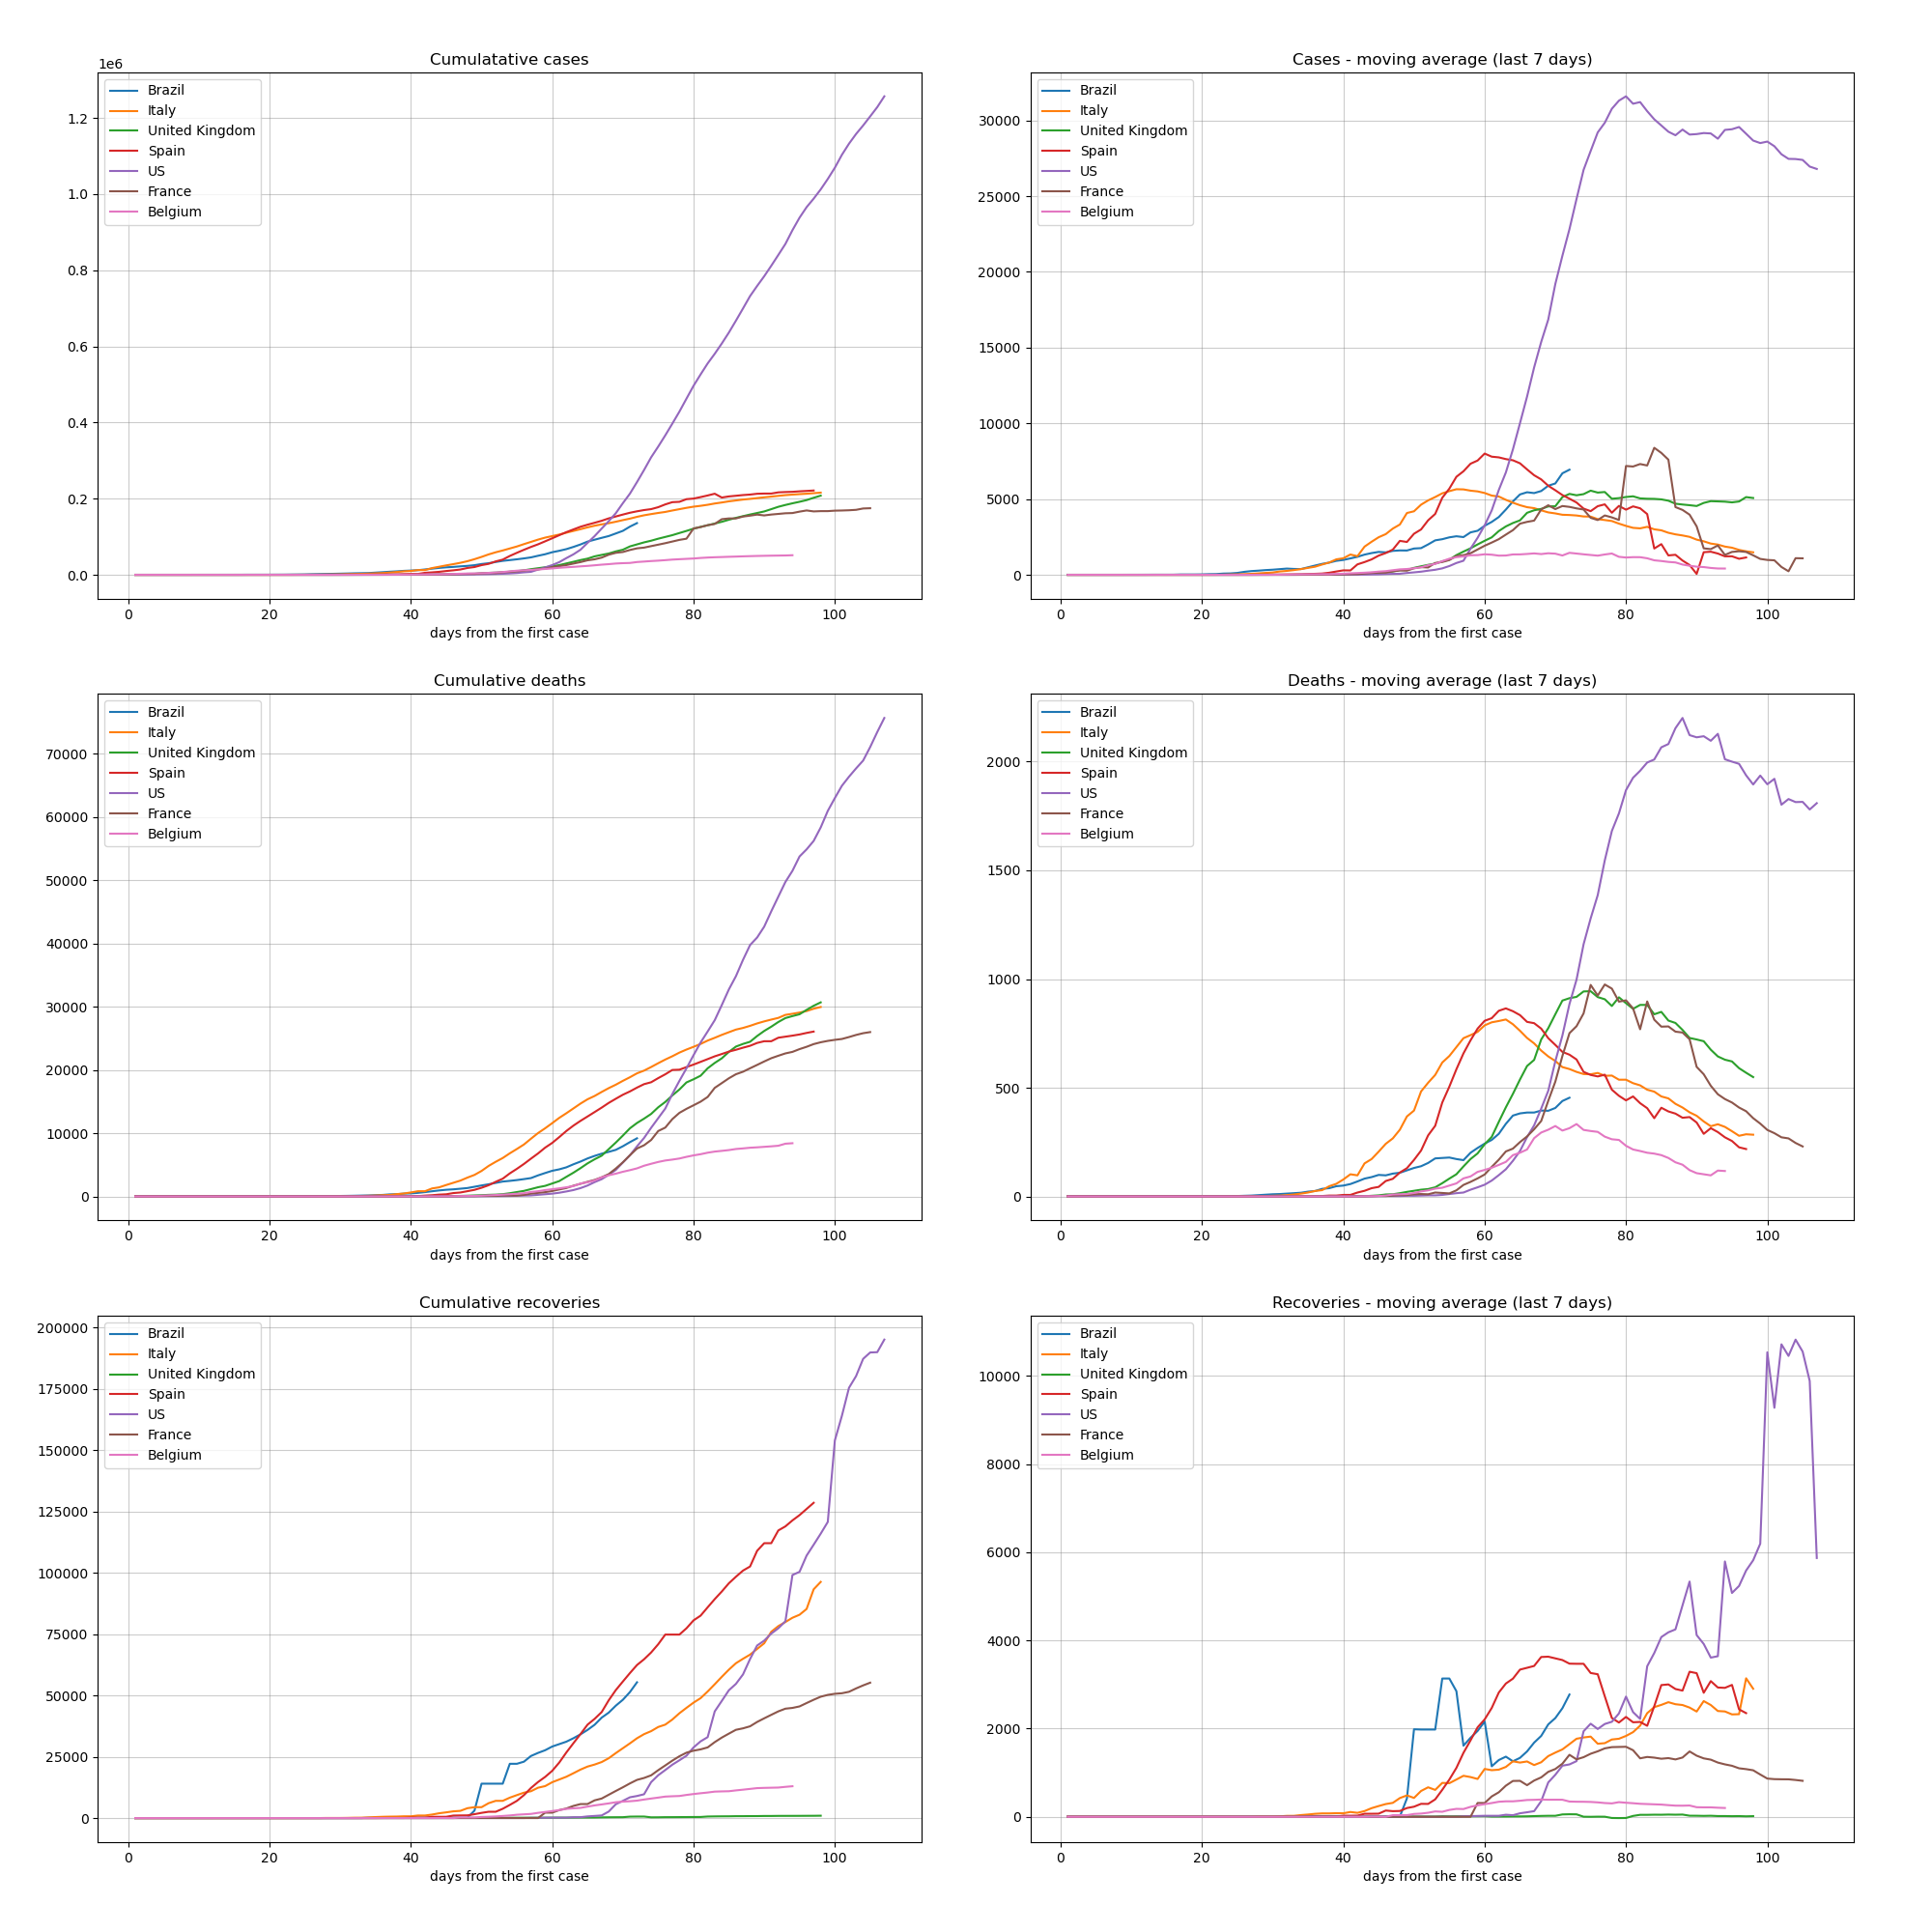 Cumulatative cases
1e6
Brazil
Italy
United Kingdom
Spain
US
France
Belgium
1.2
1.0
0.8
0.6
0.4
0.2
0.0
0 20 40 60 80 100
days from the first case
Cases - moving average (last 7 days)
Brazil
Italy
United Kingdom
Spain
US
France
Belgium
30000
25000
20000
15000
10000
5000
0
0 20 40 60 80 100
days from the first case
Cumulative deaths
Brazil
Italy
United Kingdom
Spain
US
France
Belgium
70000
60000
50000
40000
30000
20000
10000
0
0 20 40 60 80 100
days from the first case
Deaths - moving average (last 7 days)
Brazil
Italy
United Kingdom
Spain
US
France
Belgium
2000
1500
1000
500
0
0 20 40 60 80 100
days from the first case
Cumulative recoveries
Brazil
Italy
United Kingdom
Spain
US
France
Belgium
200000
175000
150000
125000
100000
75000
50000
25000
0
0 20 40 60 80 100
days from the first case
Recoveries - moving average (last 7 days)
Brazil
Italy
United Kingdom
Spain
US
France
Belgium
10000
8000
6000
4000
2000
0
0 20 40 60 80 100
days from the first case